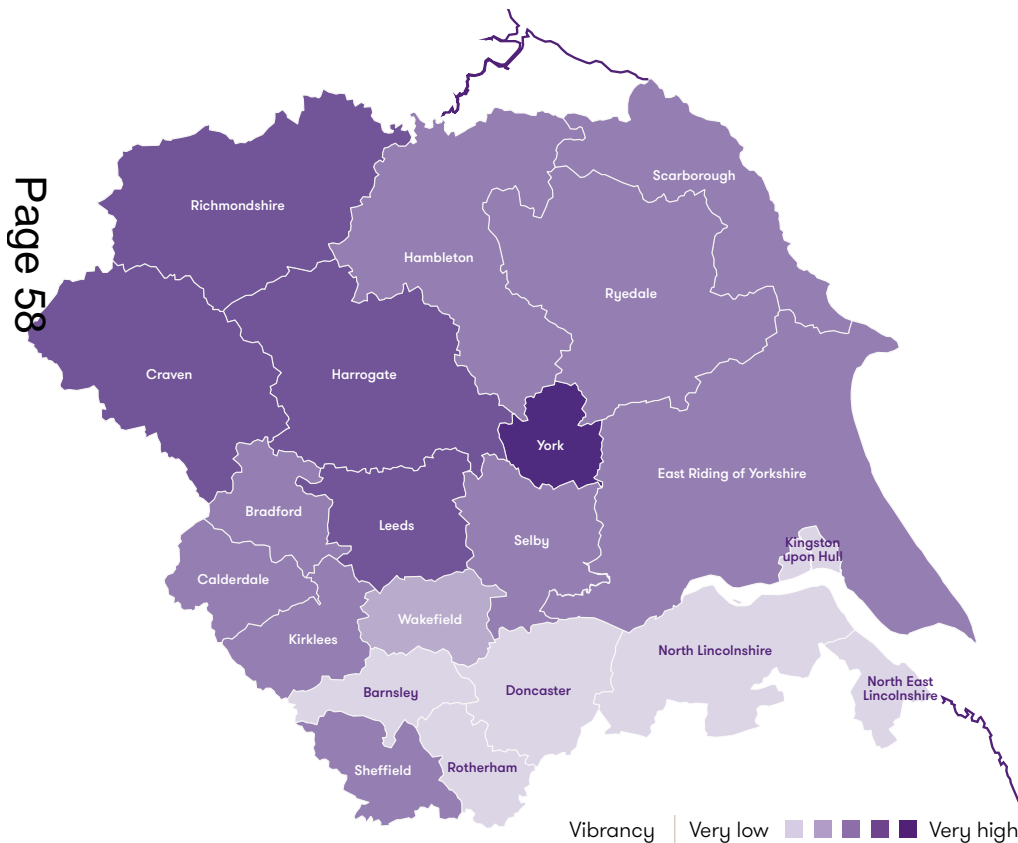 Page 58
Scarborough
Richmondshire
Hambleton
Ryedale
Craven
Harrogate
York
East Riding of Yorkshire
Bradford
Leeds
Selby
Kingston
upon Hull
Calderdale
Wakefield
Kirklees
North Lincolnshire
Barnsley
Doncaster
North East
Lincolnshire
Sheffield
Rotherham
Vibrancy Very low Very high